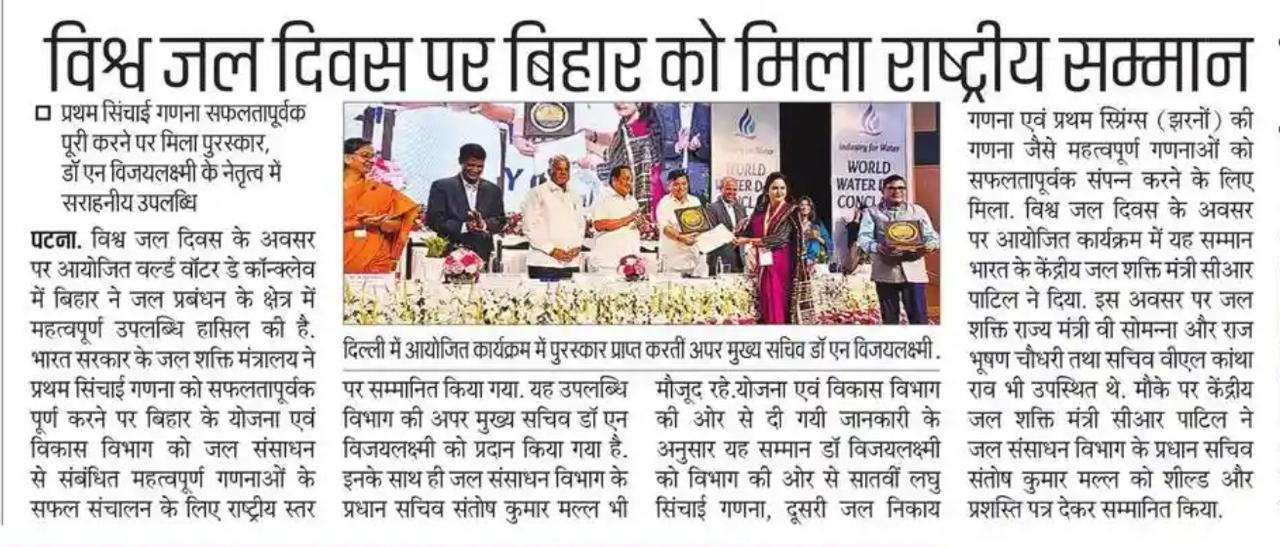 विश्व जल दिवस पर बिहार को मिला राष्ट्रीय सम्मान
प्रथम सिंचाई गणना सफलतापूर्वक
पूरी करने पर मिला पुरस्कार,
डॉ एन विजयलक्ष्मी के नेतृत्व में
सराहनीय उपलब्धि
पटना. विश्व जल दिवस के अवसर
पर आयोजित वर्ल्ड वॉटर डे कॉन्क्लेव
में बिहार ने जल प्रबंधन के क्षेत्र में
महत्वपूर्ण उपलब्धि हासिल की है.
भारत सरकार के जल शक्ति मंत्रालय ने
प्रथम सिंचाई गणना को सफलतापूर्वक
पूर्ण करने पर बिहार के योजना एवं
विकास विभाग को जल संसाधन
से संबंधित महत्वपूर्ण गणनाओं के
सफल संचालन के लिए राष्ट्रीय स्तर
Industry for Water
WORLD
WATER D
CONCL
WORLD
WATER D
CONCL
दिल्ली में आयोजित कार्यक्रम में पुरस्कार प्राप्त करतीं अपर मुख्य सचिव डॉ एन विजयलक्ष्मी.
पर सम्मानित किया गया. यह उपलब्धि
विभाग की अपर मुख्य सचिव डॉ एन
विजयलक्ष्मी को प्रदान किया गया है.
इनके साथ ही जल संसाधन विभाग के
प्रधान सचिव संतोष कुमार मल्ल भी
मौजूद रहे.योजना एवं विकास विभाग
की ओर से दी गयी जानकारी के
अनुसार यह सम्मान डॉ विजयलक्ष्मी
को विभाग की ओर से सातवीं लघु
सिंचाई गणना, दूसरी जल निकाय
गणना एवं प्रथम स्प्रिंग्स (झरनों) की
गणना जैसे महत्वपूर्ण गणनाओं को
सफलतापूर्वक संपन्न करने के लिए
मिला. विश्व जल दिवस के अवसर
पर आयोजित कार्यक्रम में यह सम्मान
भारत के केंद्रीय जल शक्ति मंत्री सीआर
पाटिल ने दिया. इस अवसर पर जल
शक्ति राज्य मंत्री वी सोमन्ना और राज
भूषण चौधरी तथा सचिव वीएल कांथा
राव भी उपस्थित थे. मौके पर केंद्रीय
जल शक्ति मंत्री सीआर पाटिल ने
जल संसाधन विभाग के प्रधान सचिव
संतोष कुमार मल्ल को शील्ड और
प्रशस्ति पत्र देकर सम्मानित किया.